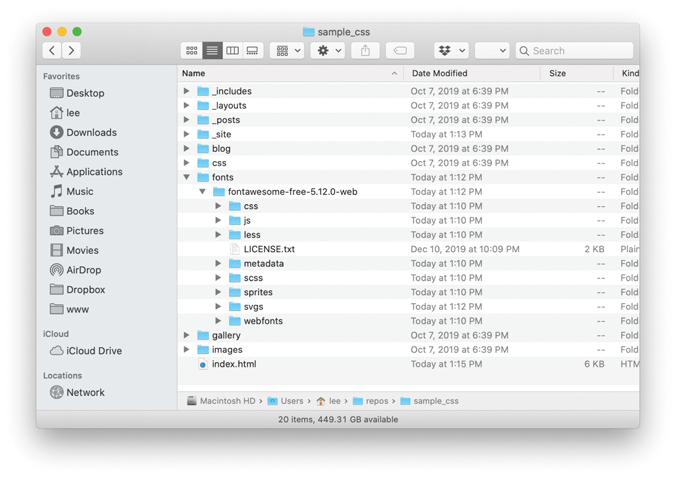 sample_css
Search
Favorites
Desktop
lee
Downloads
Documents
Applications
Music
Books
Pictures
Movies
AirDrop
Dropbox
www
iCloud
iCloud Drive
Locations
Network
Name Date Modified Size Kind
_includes Oct 7, 2019 at 6:39 PM -- Fold
_layouts Oct 7, 2019 at 6:39 PM -- Fold
_posts Oct 7, 2019 at 6:39 PM -- Fold
_site Today at 1:13 PM -- Fold
blog Oct 7, 2019 at 6:39 PM -- Fold
css Oct 7, 2019 at 6:39 PM -- Fold
fonts Today at 1:12 PM -- Fold
fontawesome-free-5.12.0-web Today at 1:12 PM -- Fold
css Today at 1:10 PM -- Fold
js Today at 1:10 PM -- Fold
less Today at 1:10 PM -- Fold
LICENSE.txt Dec 10, 2019 at 10:09 PM 2 KB Plain
metadata Today at 1:10 PM -- Fold
scss Today at 1:10 PM -- Fold
sprites Today at 1:10 PM -- Fold
svgs Today at 1:12 PM -- Fold
webfonts Today at 1:10 PM -- Fold
gallery Oct 7, 2019 at 6:39 PM -- Fold
images Oct 7, 2019 at 6:39 PM -- Fold
index.html Today at 1:15 PM 6 KB HTM
Macintosh HD › Users › lee › repos › sample_css
20 items, 449.31 GB available